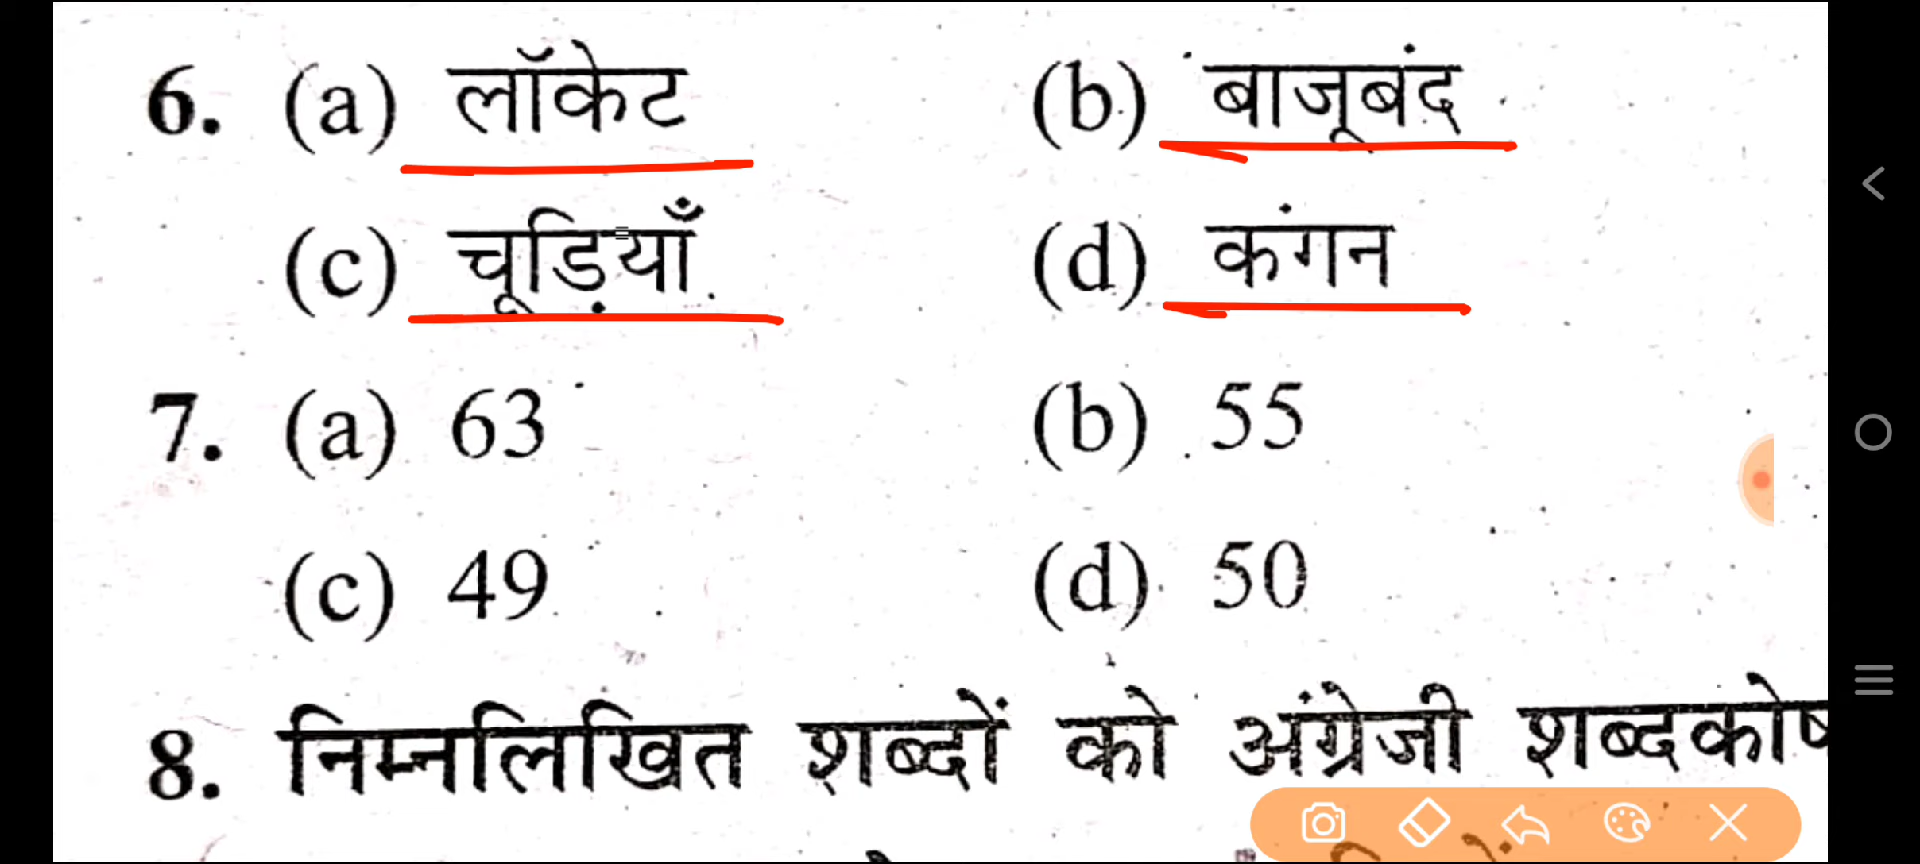 6. (a) लॉकेट (b) बाजूबंद
(c) चूड़ियाँ (d) कंगन
7. (a) 63 (b) 55
(c) 49 (d) 50
8. निम्नलिखित शब्दों को अंग्रेजी शब्दकोष